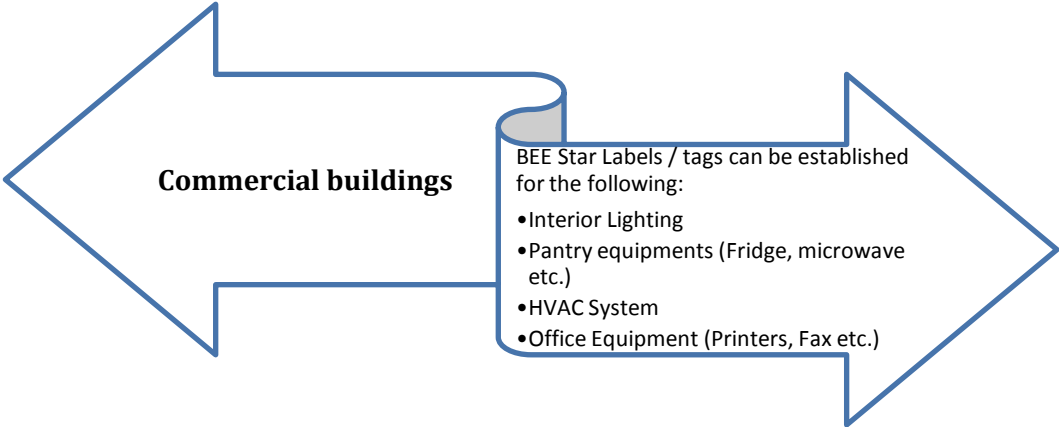 Commercial buildings
BEE Star Labels / tags can be established
for the following:
•Interior Lighting
•Pantry equipments (Fridge, microwave
etc.)
•HVAC System
•Office Equipment (Printers, Fax etc.)